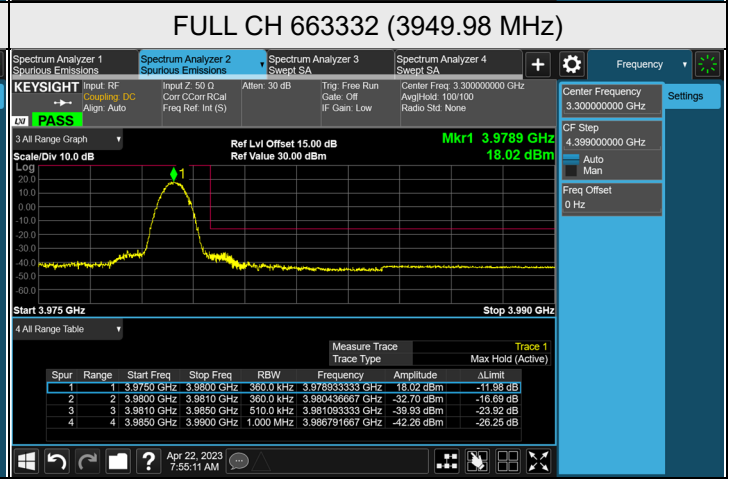 FULL CH 663332 (3949.98 MHz)
Spectrum Analyzer 1
Spurious Emissions
Spectrum Analyzer 2
Spurious Emissions
Spectrum Analyzer 3
Swept SA
Spectrum Analyzer 4
Swept SA
+
Frequency
KEYSIGHT
Input: RF
Coupling: DC
Align: Auto
Input Z: 50 Ω
Corr CCorr RCal
Freq Ref: Int (S)
Atten: 30 dB
Trig: Free Run
Gate: Off
IF Gain: Low
Center Freq: 3.300000000 GHz
Avg|Hold: 100/100
Radio Std: None
LXI PASS
Center Frequency
3.300000000 GHz
Settings
CF Step
4.399000000 GHz
Auto
Man
Freq Offset
0 Hz
3 All Range Graph
Ref Lvl Offset 15.00 dB
Mkr1 3.9789 GHz
Scale/Div 10.0 dB
Ref Value 30.00 dBm
18.02 dBm
Log
1
20.0
10.0
0.00
-10.0
-20.0
-30.0
-40.0
-50.0
-60.0
Start 3.975 GHz
Stop 3.990 GHz
4 All Range Table
Measure Trace Trace 1
Trace Type Max Hold (Active)
Spur Range Start Freq Stop Freq RBW Frequency Amplitude ΔLimit
1 1 3.9750 GHz 3.9800 GHz 360.0 kHz 3.978933333 GHz 18.02 dBm -11.98 dB
2 2 3.9800 GHz 3.9810 GHz 360.0 kHz 3.980436667 GHz -32.70 dBm -16.69 dB
3 3 3.9810 GHz 3.9850 GHz 510.0 kHz 3.981093333 GHz -39.93 dBm -23.92 dB
4 4 3.9850 GHz 3.9900 GHz 1.000 MHz 3.986791667 GHz -42.26 dBm -26.25 dB
?
Apr 22, 2023
7:55:11 AM